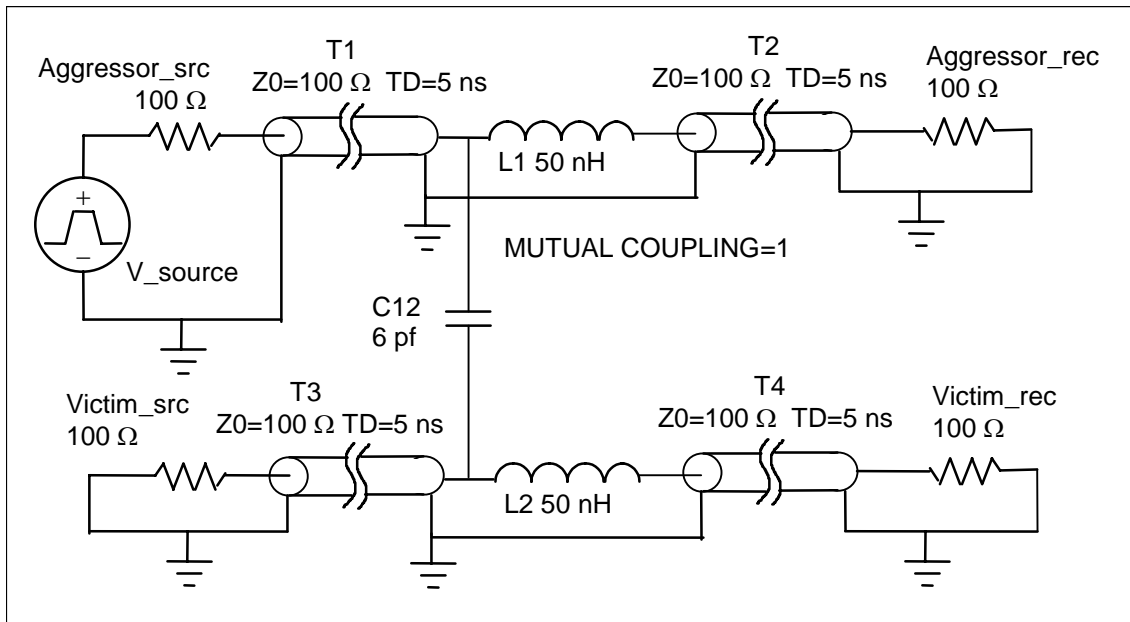 T1
Z0=100 Ω TD=5 ns
T2
Z0=100 Ω TD=5 ns
Aggressor_src
100 Ω
Aggressor_rec
100 Ω
L1 50 nH
+
−
V_source
MUTUAL COUPLING=1
C12
6 pf
T3
Z0=100 Ω TD=5 ns
T4
Z0=100 Ω TD=5 ns
Victim_src
100 Ω
Victim_rec
100 Ω
L2 50 nH